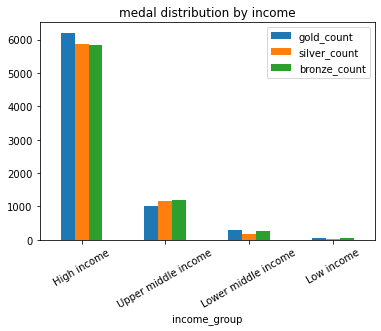 medal distribution by income
gold_count
silver_count
bronze_count
6000
5000
4000
3000
2000
1000
0
High income
Upper middle income
Lower middle income
Low income
income_group